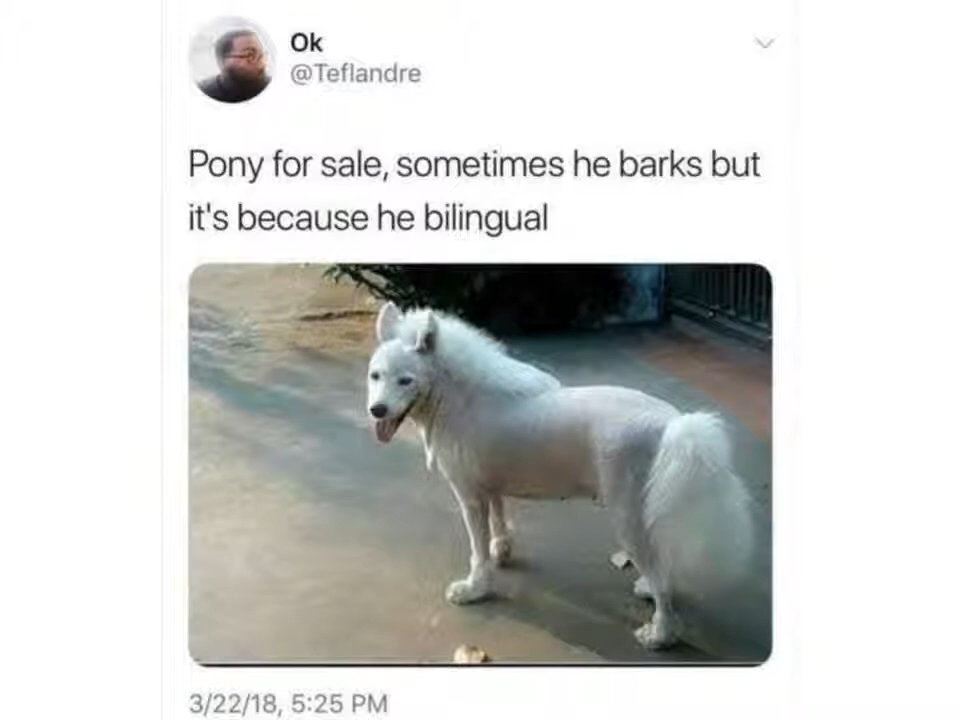 Ok
@Teflandre
Pony for sale, sometimes he barks but
it's because he bilingual
3/22/18, 5:25 PM